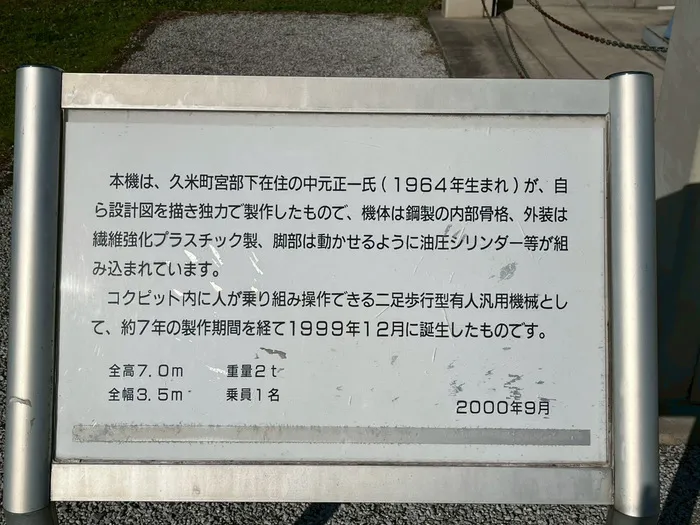 本機は、久米町宮部下在住の中元正一氏(1964年生まれ)が、自
ら設計図を描き独力で製作したもので、機体は鋼製の内部骨格、外装は
繊維強化プラスチック製、脚部は動かせるように油圧シリンダー等が組
み込まれています。
コクピット内に人が乗り組み操作できる二足歩行型有人汎用機械とし
て、約7年の製作期間を経て1999年12月に誕生したものです。
全高7.0m 重量2t
全幅3.5m 乗員1名
2000年9月